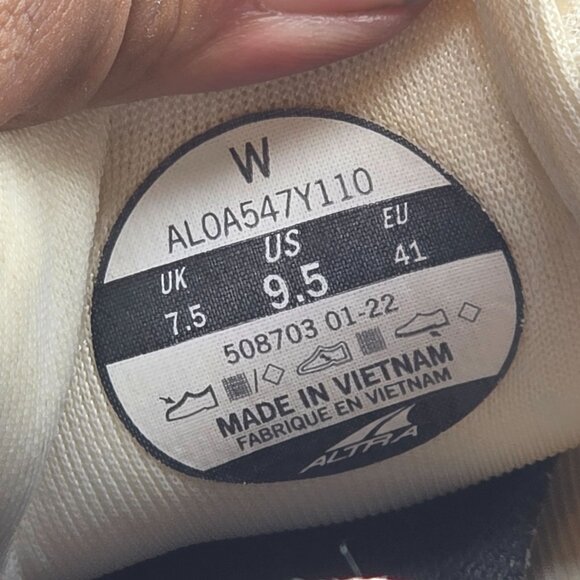 W
AL0A547Y110
UK US EU
7.5 9.5 41
508703 01-22
MADE IN VIETNAM
FABRIQUE EN VIETNAM
ALTRA